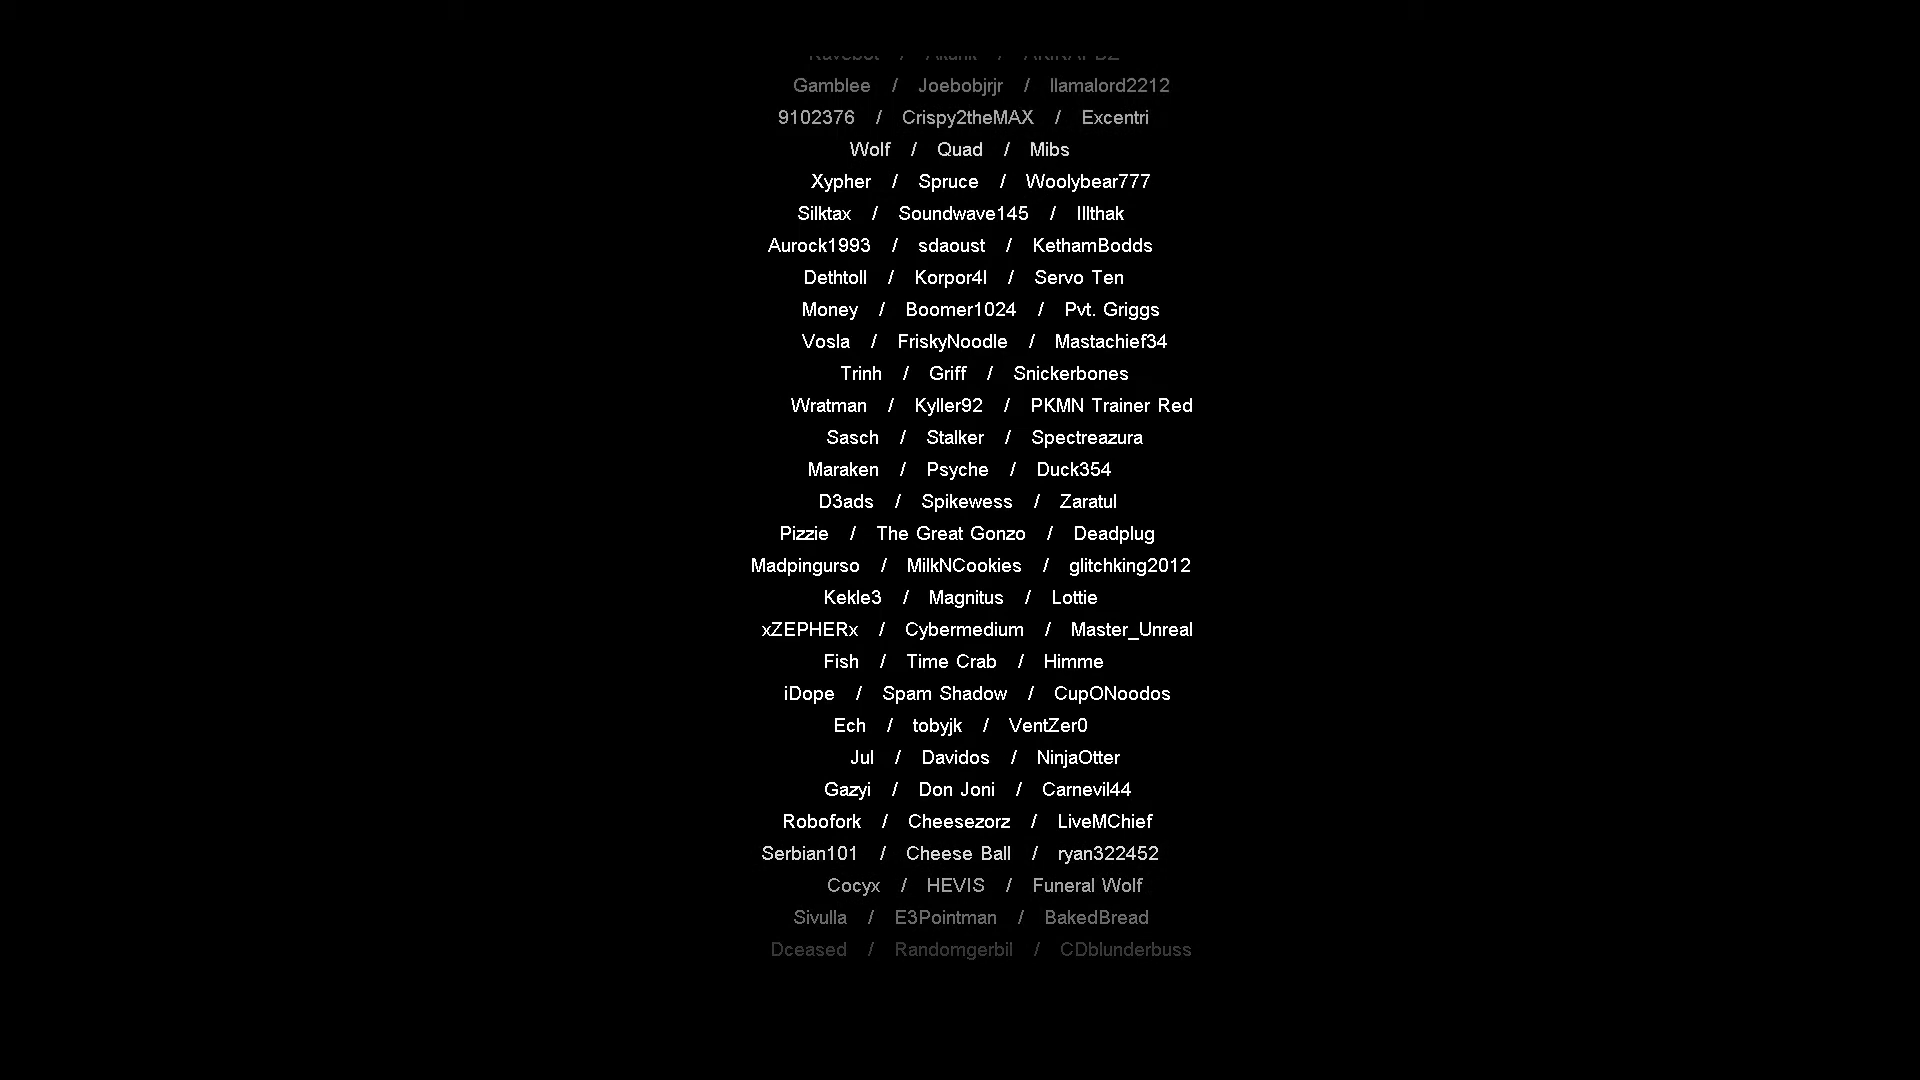 Gamblee / Joebobjrjr / llamalord2212
9102376 / Crispy2theMAX / Excentri
Wolf / Quad / Mibs
Xypher / Spruce / Woolybear777
Silktax / Soundwave145 / Illthak
Aurock1993 / sdaoust / KethamBodds
Dethtoll / Korpor4l / Servo Ten
Money / Boomer1024 / Pvt. Griggs
Vosla / FriskyNoodle / Mastachief34
Trinh / Griff / Snickerbones
Wratman / Kyller92 / PKMN Trainer Red
Sasch / Stalker / Spectreazura
Maraken / Psyche / Duck354
D3ads / Spikewess / Zaratul
Pizzie / The Great Gonzo / Deadplug
Madpingurso / MilkNCookies / glitchking2012
Kekle3 / Magnitus / Lottie
xZEPHERx / Cybermedium / Master_Unreal
Fish / Time Crab / Himme
iDope / Spam Shadow / CupONoodos
Ech / tobyjk / VentZer0
Jul / Davidos / NinjaOtter
Gazyi / Don Joni / Carnevil44
Robofork / Cheesezorz / LiveMChief
Serbian101 / Cheese Ball / ryan322452
Cocyx / HEVIS / Funeral Wolf
Sivulla / E3Pointman / BakedBread
Dceased / Randomgerbil / CDblunderbuss